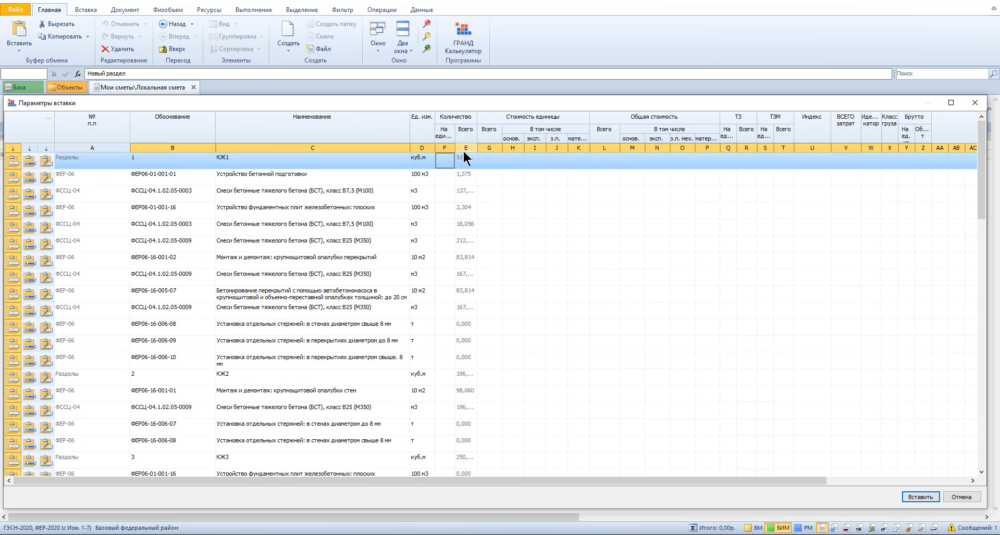 Файл Главная Вставка Документ Физобъем Ресурсы Выполнение Выделение Фильтр Операции Данные
Вставить
Вырезать
Копировать
Буфер обмена
Отменить
Вернуть
Удалить
Редактирование
Назад
Вперед
Вверх
Переход
Вид
Группировка
Сортировка
Элементы
Создать
Создать папку
Смета
Файл
Создать
Окно
Два окна
Окно
ГРАНД Калькулятор
Программы
fx Новый раздел
Поиск
База Объекты Мои сметы\Локальная смета
Параметры вставки
№ п.п Обоснование Наименование Ед. изм. Количество Стоимость единицы Общая стоимость ТЗ ТЗМ Индекс ВСЕГО затрат Иде... катор Класс груза Брутто
На еди... Всего Всего В том числе Всего В том числе На ед... Всего На ед... Всего На ед. Об... т
основ. эксп. з.п. мате... основ. эксп. з.п. мех. матер...
A B C D F E G H I J K L M N O P Q R S T U V W X Y Z AA AB AC
Разделы 1 КЖ1 куб.м
ФЕР-06 ФЕР06-01-001-01 Устройство бетонной подготовки 100 м3 1,375
ФССЦ-04 ФССЦ-04.1.02.05-0003 Смеси бетонные тяжелого бетона (БСТ), класс В7,5 (М100) м3 137,...
ФЕР-06 ФЕР06-01-001-16 Устройство фундаментных плит железобетонных: плоских 100 м3 2,304
ФССЦ-04 ФССЦ-04.1.02.05-0003 Смеси бетонные тяжелого бетона (БСТ), класс В7,5 (М100) м3 18,056
ФССЦ-04 ФССЦ-04.1.02.05-0009 Смеси бетонные тяжелого бетона (БСТ), класс В25 (М350) м3 212,...
ФЕР-06 ФЕР06-16-001-02 Монтаж и демонтаж: крупнощитовой опалубки перекрытий 10 м2 83,814
ФССЦ-04 ФССЦ-04.1.02.05-0009 Смеси бетонные тяжелого бетона (БСТ), класс В25 (М350) м3 167,...
ФЕР-06 ФЕР06-16-005-07 Бетонирование перекрытий с помощью автобетононасоса в 10 м2 83,814
крупнощитовой и объемно-переставной опалубках толщиной: до 20 см
ФССЦ-04 ФССЦ-04.1.02.05-0009 Смеси бетонные тяжелого бетона (БСТ), класс В25 (М350) м3 167,...
ФЕР-06 ФЕР06-16-006-08 Установка отдельных стержней: в стенах диаметром свыше 8 мм т 0,000
ФЕР-06 ФЕР06-16-006-09 Установка отдельных стержней: в перекрытиях диаметром до 8 мм т 0,000
ФЕР-06 ФЕР06-16-006-10 Установка отдельных стержней: в перекрытиях диаметром свыше. 8 т 0,000
мм
Разделы 2 КЖ2 куб.м 196,...
ФЕР-06 ФЕР06-16-001-01 Монтаж и демонтаж: крупнощитовой опалубки стен 10 м2 98,060
ФССЦ-04 ФССЦ-04.1.02.05-0009 Смеси бетонные тяжелого бетона (БСТ), класс В25 (М350) м3 196,...
ФЕР-06 ФЕР06-16-006-07 Установка отдельных стержней: в стенах диаметром до 8 мм т 0,000
ФЕР-06 ФЕР06-16-006-08 Установка отдельных стержней: в стенах диаметром свыше 8 мм т 0,000
Разделы 3 КЖ3 куб.м 250,...
ФЕР-06 ФЕР06-01-001-16 Устройство фундаментных плит железобетонных: плоских 100 м3 0,000
Вставить Отмена
ГЭСН-2020, ФЕР-2020 (с Изм. 1-7) Базовый федеральный район Σ Итого: 0,00р. БМ БИМ РМ Сообщений: 1